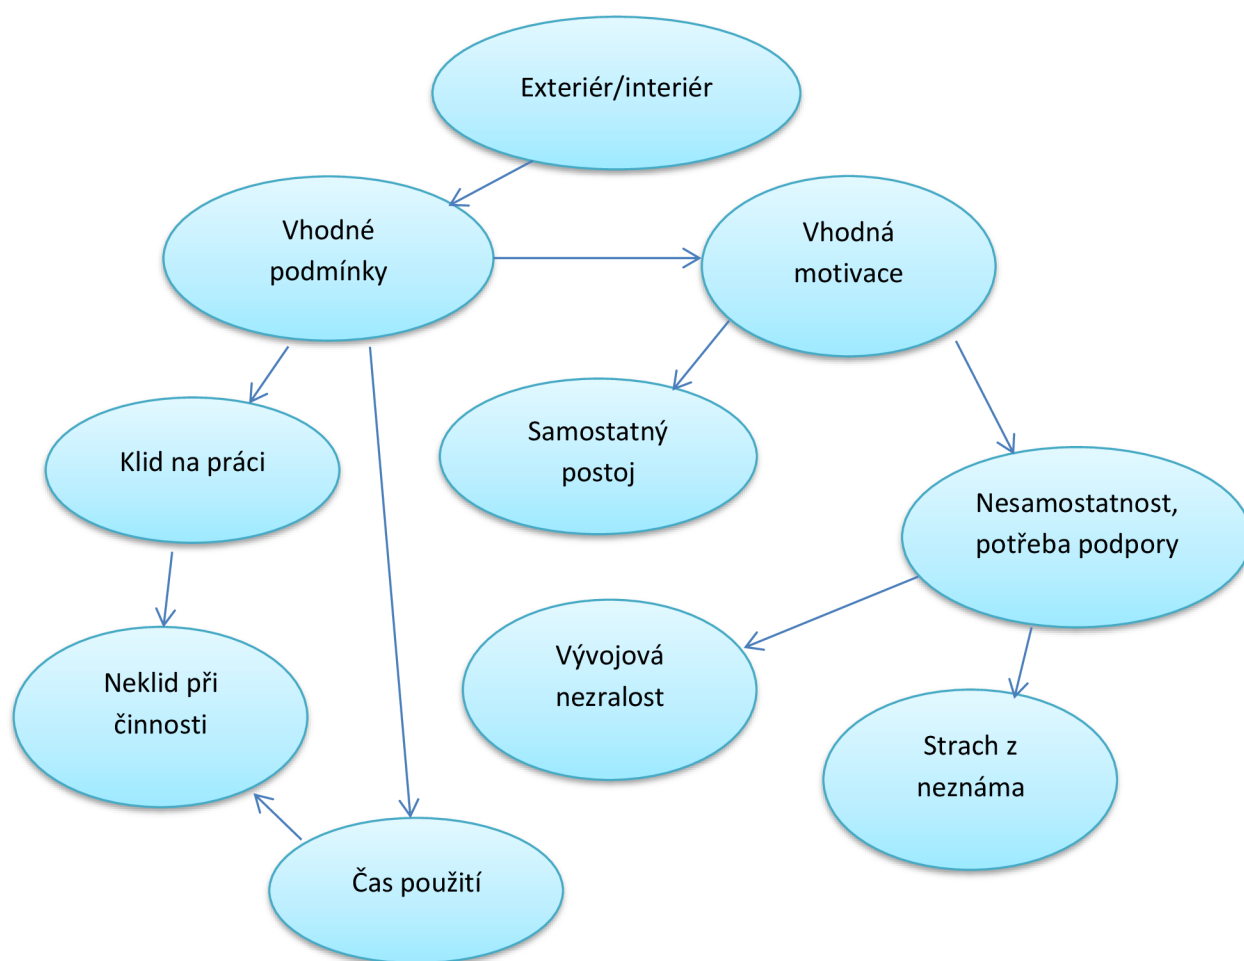 Exteriér/interiér
Vhodné
podmínky
Vhodná
motivace
Klid na práci
Samostatný
postoj
Nesamostatnost,
potřeba podpory
Neklid při
činnosti
Vývojová
nezralost
Strach z
neznáma
Čas použití